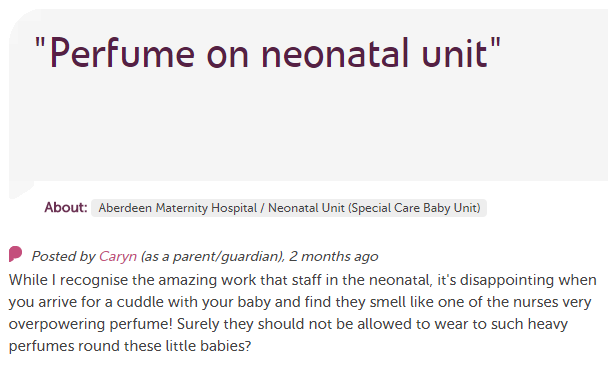 "Perfume on neonatal unit"
About: Aberdeen Maternity Hospital / Neonatal Unit (Special Care Baby Unit)
Posted by Caryn (as a parent/guardian), 2 months ago
While I recognise the amazing work that staff in the neonatal, it's disappointing when
you arrive for a cuddle with your baby and find they smell like one of the nurses very
overpowering perfume! Surely they should not be allowed to wear to such heavy
perfumes round these little babies?